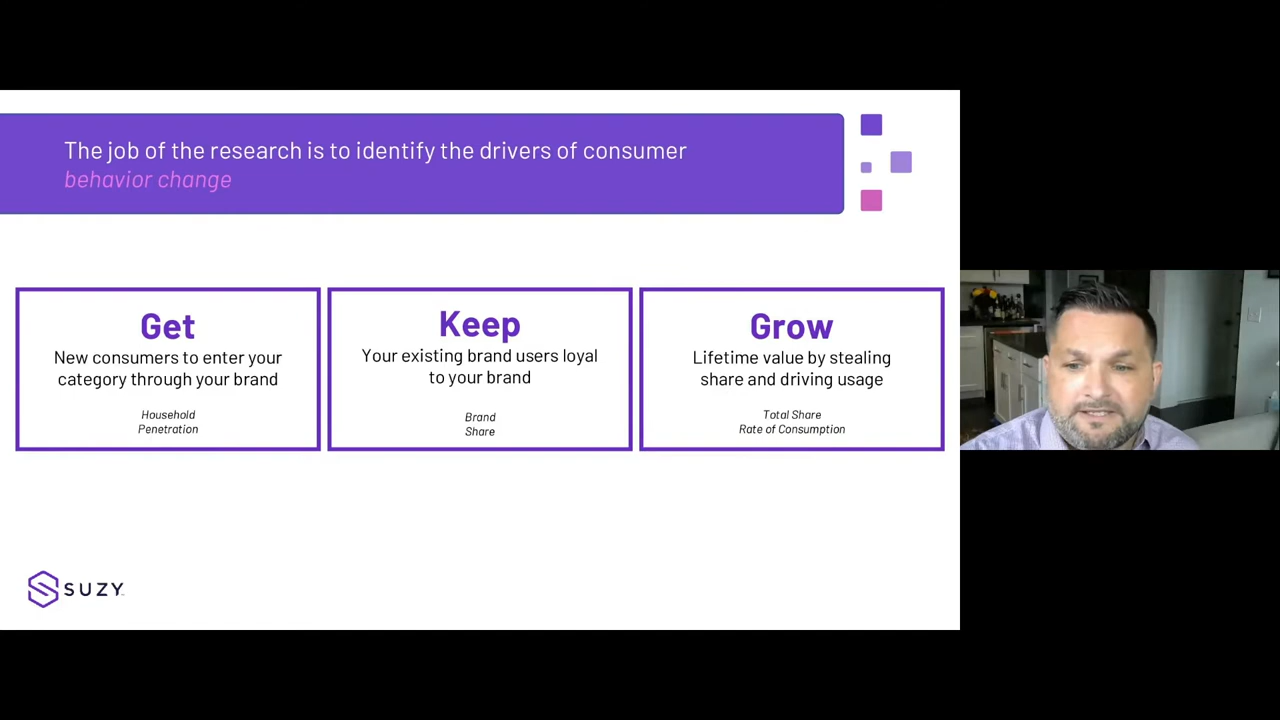 The job of the research is to identify the drivers of consumer
behavior change
Get
New consumers to enter your
category through your brand
Household
Penetration
Keep
Your existing brand users loyal
to your brand
Brand
Share
Grow
Lifetime value by stealing
share and driving usage
Total Share
Rate of Consumption
SUZY